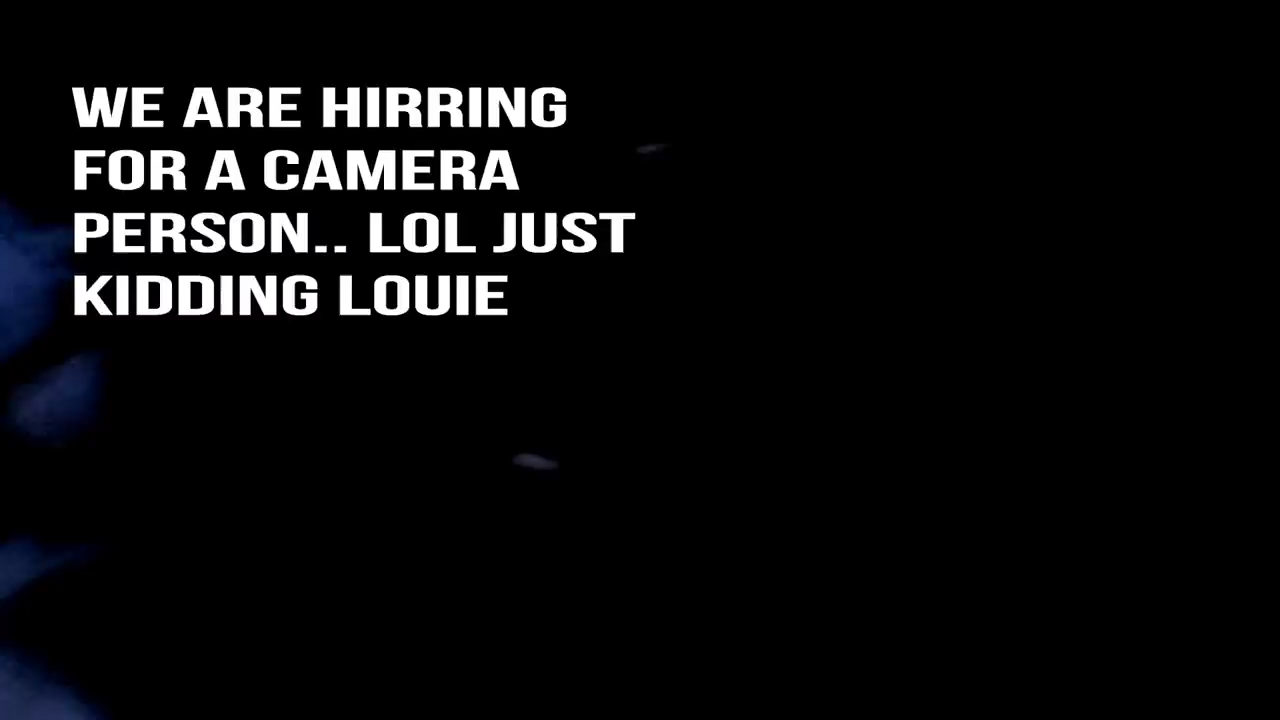 WE ARE HIRRING
FOR A CAMERA
PERSON.. LOL JUST
KIDDING LOUIE